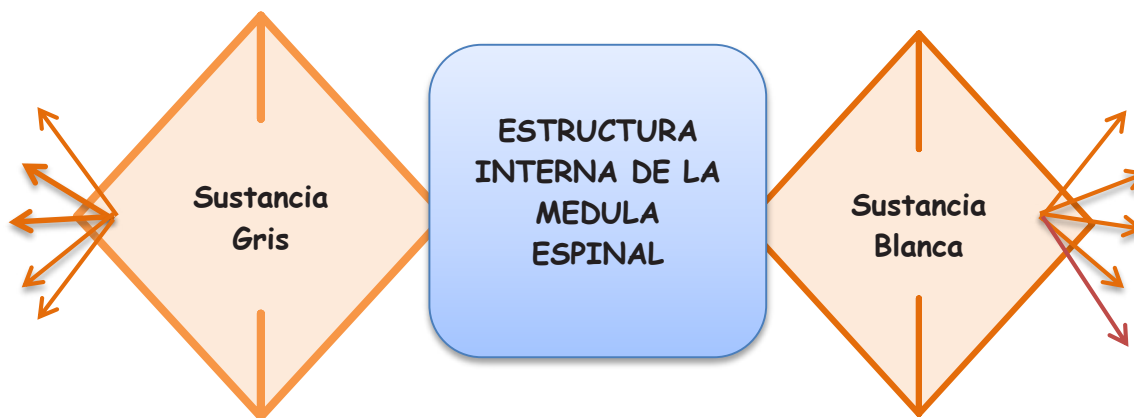 Sustancia
Gris
ESTRUCTURA
INTERNA DE LA
MEDULA
ESPINAL
Sustancia
Blanca